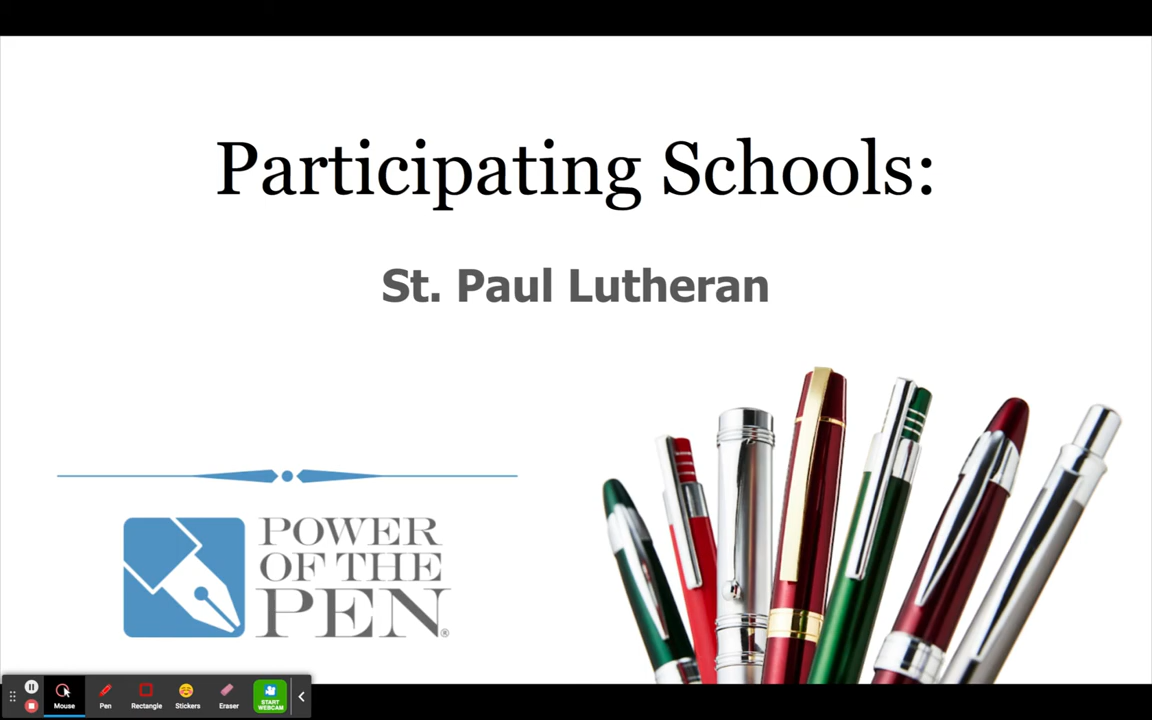 Participating Schools:
St. Paul Lutheran
POWER
OF THE
PEN®
Mouse
Pen
Rectangle
Stickers
Eraser
START
WEBCAM